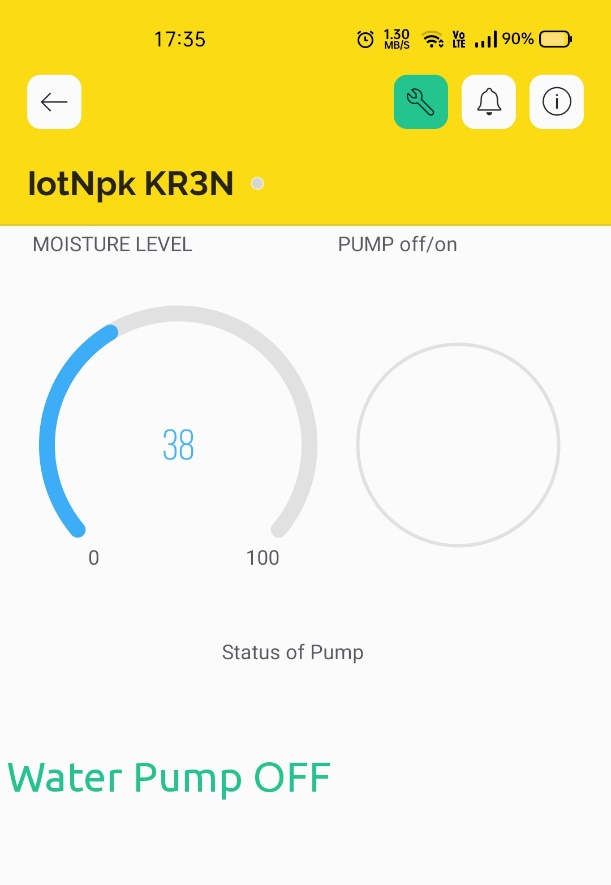 17:35 1.30 MB/S Vo LTE 90%
IotNpk KR3N
MOISTURE LEVEL PUMP off/on
38
0 100
Status of Pump
Water Pump OFF